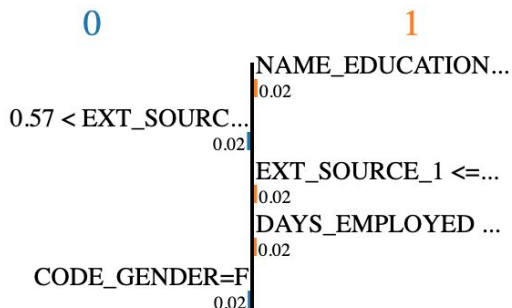 0 1
NAME_EDUCATION...
0.02
0.57 < EXT_SOURC...
0.02
EXT_SOURCE_1 <=...
0.02
DAYS_EMPLOYED ...
0.02
CODE_GENDER=F
0.02